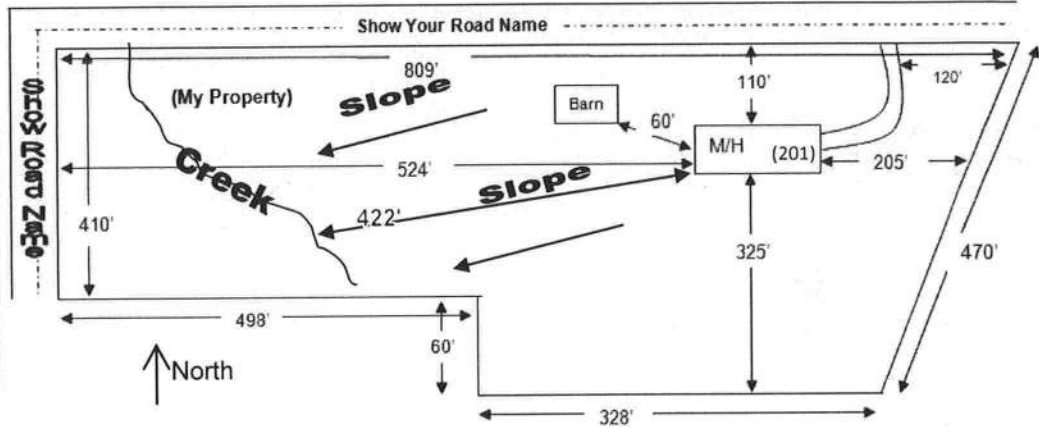 Show Your Road Name
809'
110'
120'
(My Property)
Slope
Barn
60'
M/H
(201)
Show Road Name
Creek
524'
205'
Slope
410'
422'
325'
470'
498'
60'
North
328'